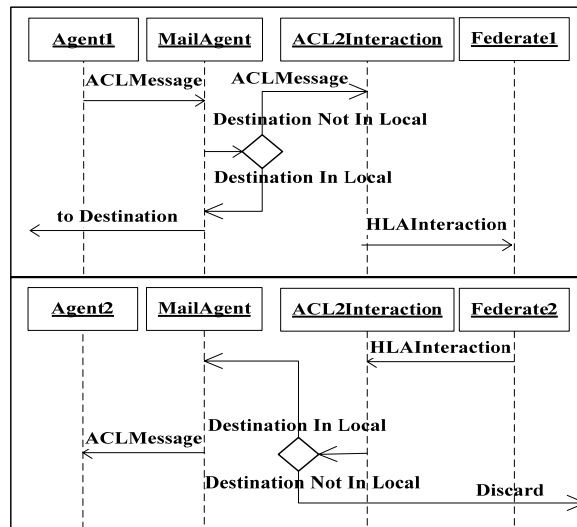 Agent1
MailAgent
ACL2Interaction
Federate1
ACLMessage
ACLMessage
Destination Not In Local
Destination In Local
to Destination
HLAInteraction
Agent2
MailAgent
ACL2Interaction
Federate2
HLAInteraction
Destination In Local
ACLMessage
Destination Not In Local
Discard